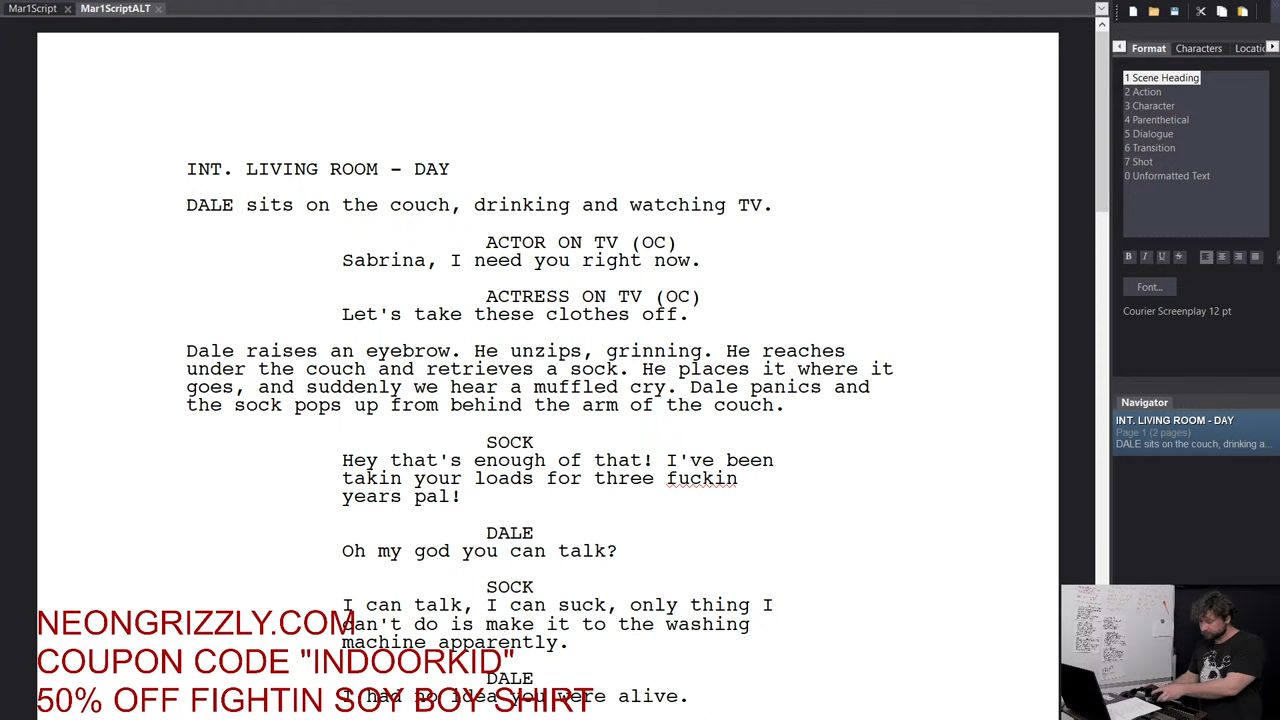 Mar1Script
Mar1ScriptALT
INT. LIVING ROOM - DAY
DALE sits on the couch, drinking and watching TV.
ACTOR ON TV (OC)
Sabrina, I need you right now.
ACTRESS ON TV (OC)
Let's take these clothes off.
Dale raises an eyebrow. He unzips, grinning. He reaches
under the couch and retrieves a sock. He places it where it
goes, and suddenly we hear a muffled cry. Dale panics and
the sock pops up from behind the arm of the couch.
SOCK
Hey that's enough of that! I've been
takin your loads for three fuckin
years pal!
DALE
Oh my god you can talk?
SOCK
I can talk, I can suck, only thing I
can't do is make it to the washing
machine apparently.
DALE
I had no idea you were alive.
NEONGRIZZLY.COM
COUPON CODE "INDOORKID"
50% OFF FIGHTIN SOY BOY SHIRT
Format
Characters
Locatic
1 Scene Heading
2 Action
3 Character
4 Parenthetical
5 Dialogue
6 Transition
7 Shot
0 Unformatted Text
B I U S
Font...
Courier Screenplay 12 pt
Navigator
INT. LIVING ROOM - DAY
Page 1 (2 pages)
DALE sits on the couch, drinking a...